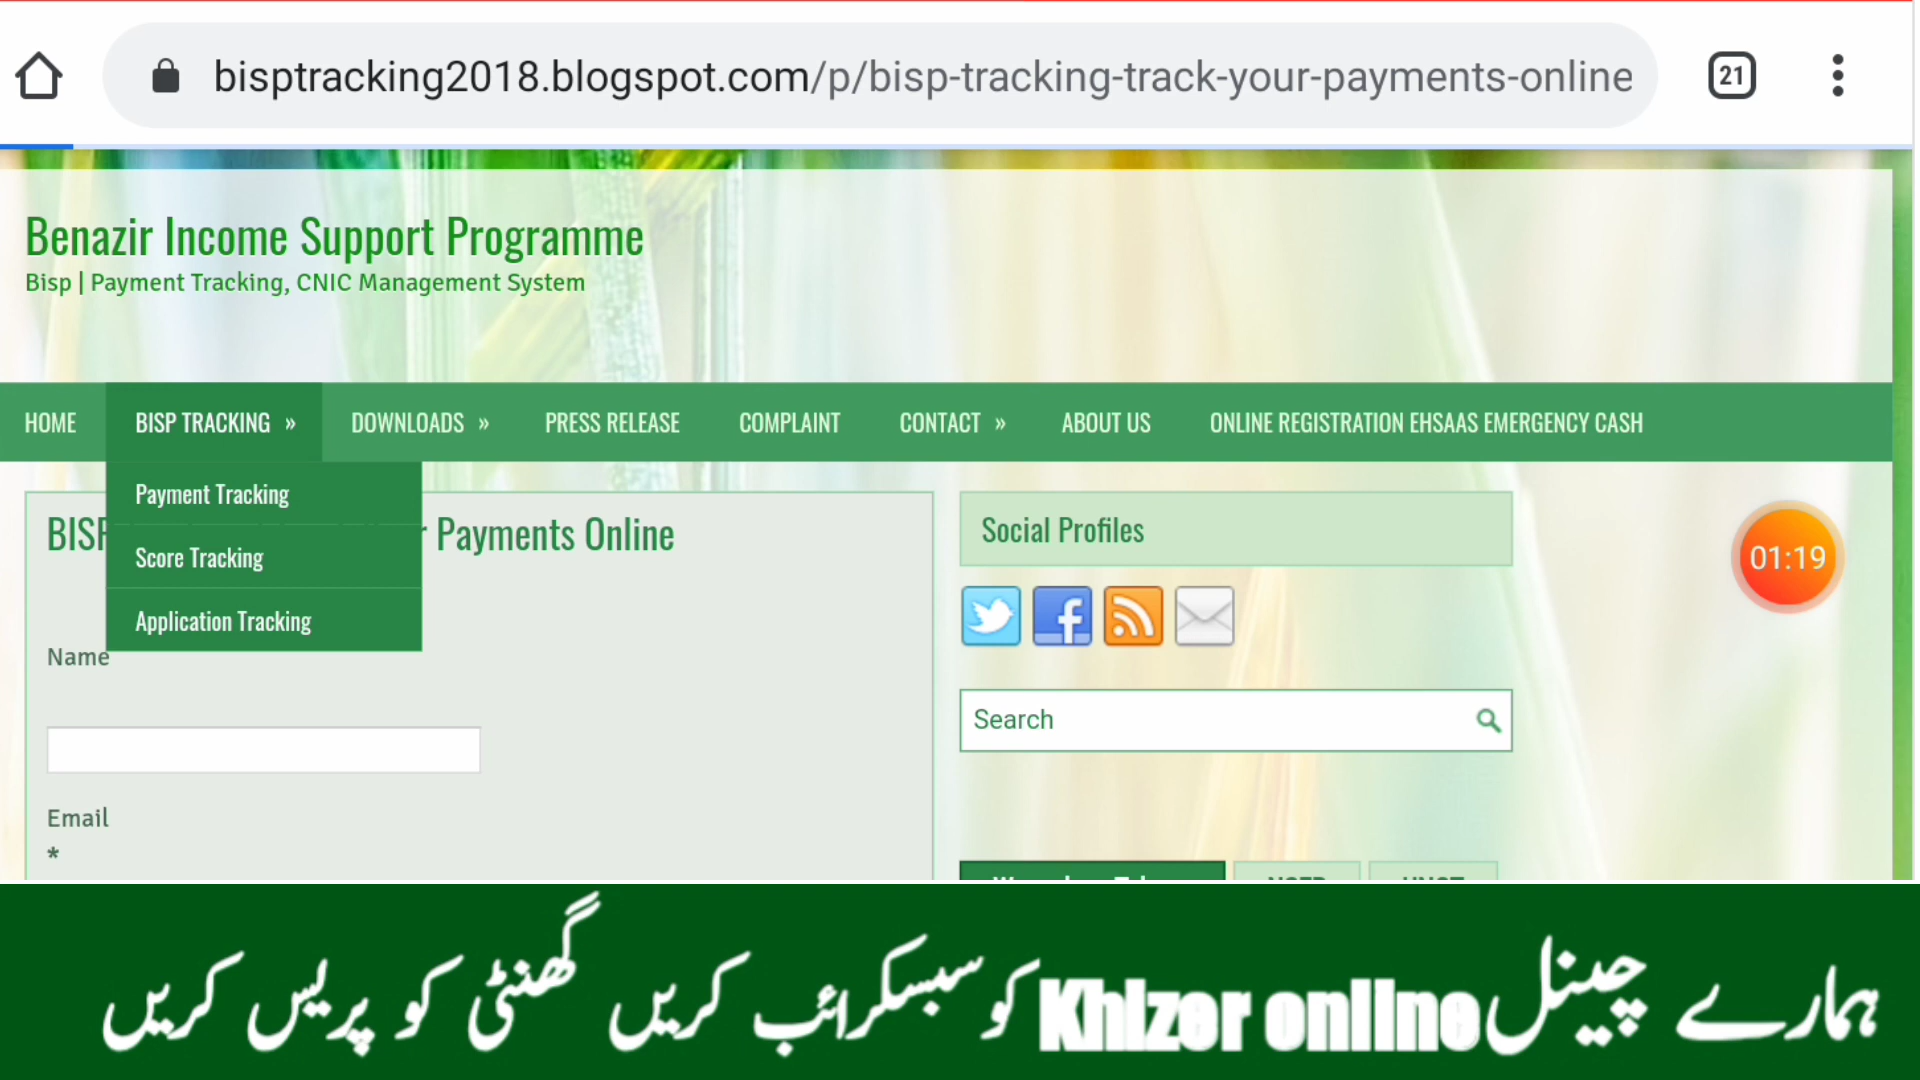 bisptracking2018.blogspot.com/p/bisp-tracking-track-your-payments-online
21
Benazir Income Support Programme
Bisp | Payment Tracking, CNIC Management System
HOME BISP TRACKING » DOWNLOADS » PRESS RELEASE COMPLAINT CONTACT » ABOUT US ONLINE REGISTRATION EHSAAS EMERGENCY CASH
Payment Tracking
Score Tracking
Application Tracking
Payments Online
Name
Email
*
Social Profiles
01:19
Search
ہمارے چینل Khizer online کو سبسکرائب کریں گھنٹی کو پریس کریں